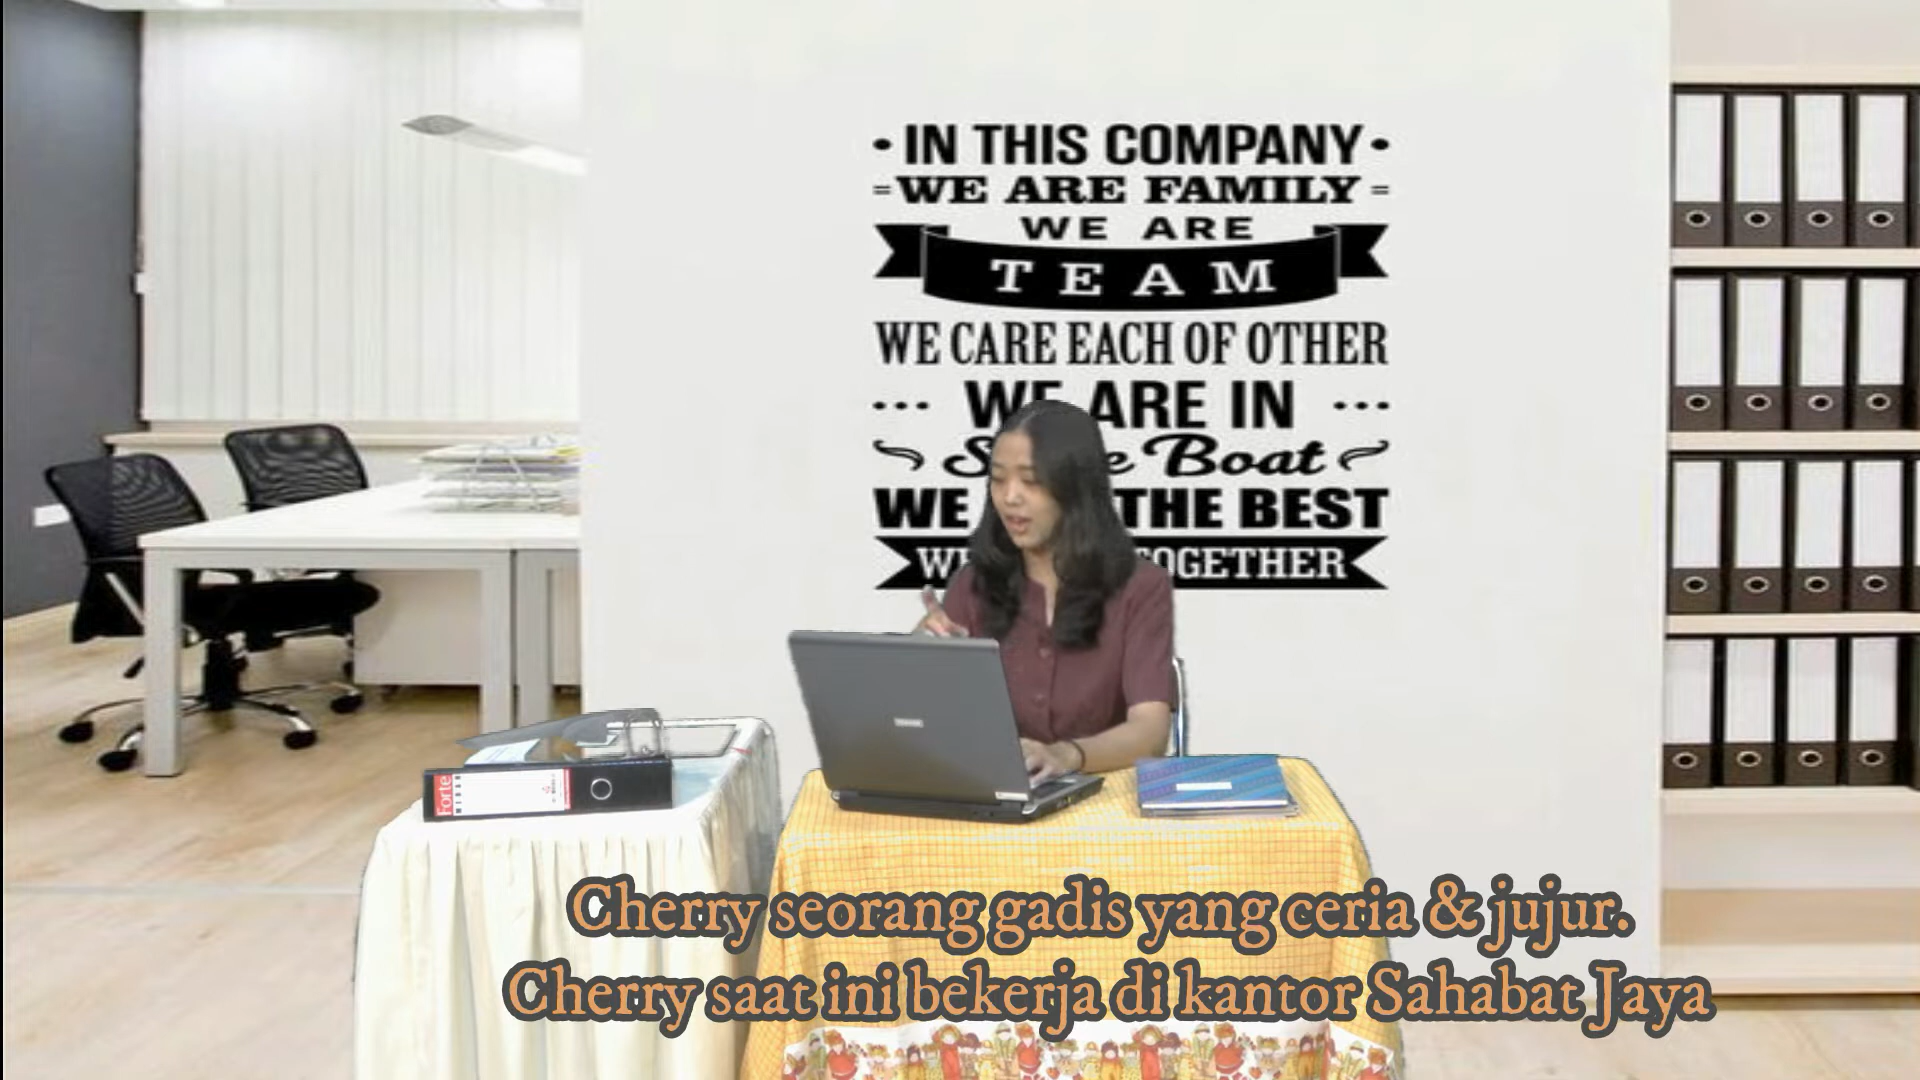 • IN THIS COMPANY •
= WE ARE FAMILY =
WE ARE
TEAM
WE CARE EACH OF OTHER
••• WE ARE IN •••
Boat
WE THE BEST
TOGETHER
Forte
Cherry seorang gadis yang ceria & jujur.
Cherry saat ini bekerja di kantor Sahabat Jaya